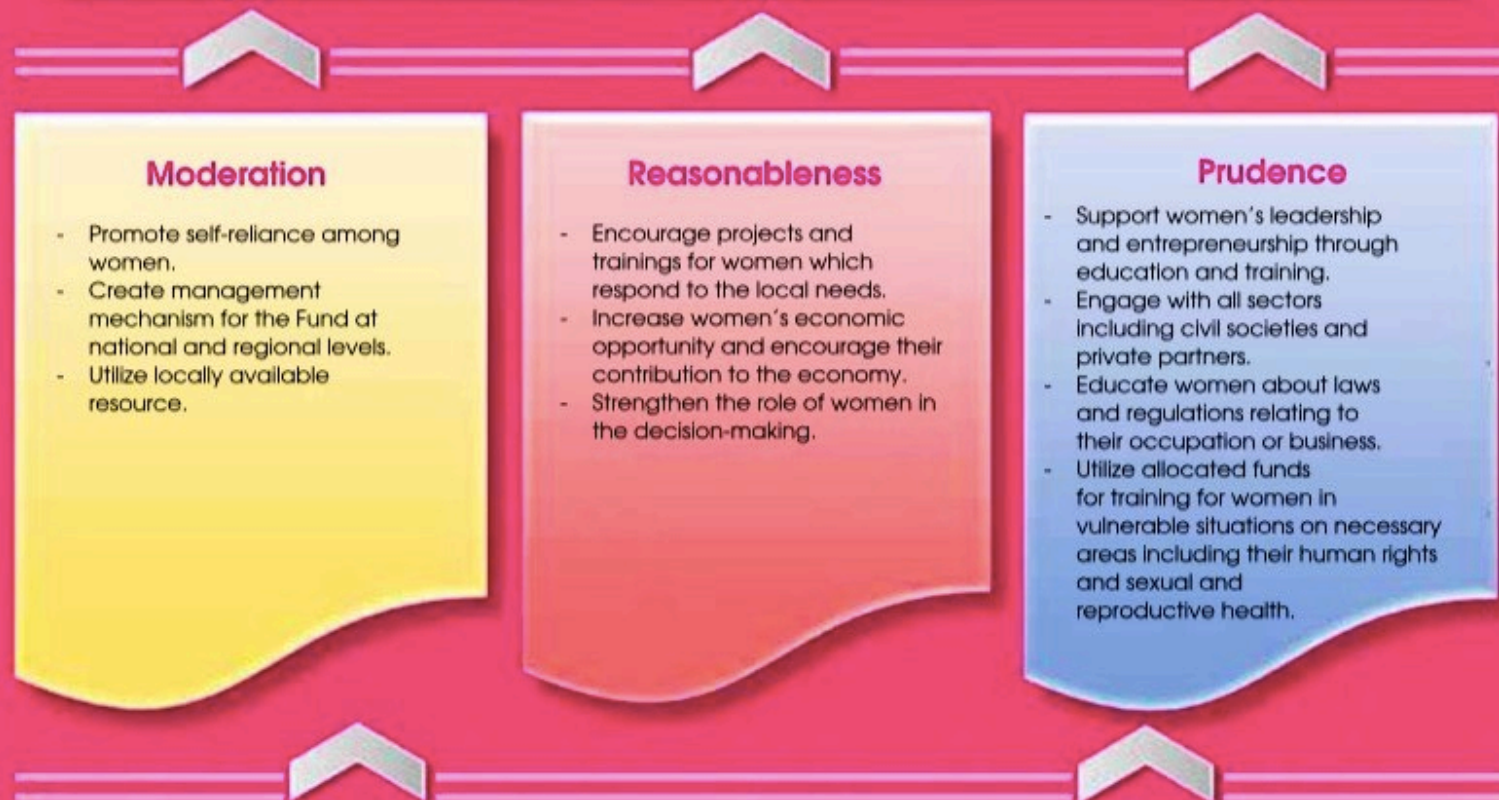 Moderation
- Promote self-reliance among
women.
- Create management
mechanism for the Fund at
national and regional levels.
- Utilize locally available
resource.
Reasonableness
- Encourage projects and
trainings for women which
respond to the local needs.
- Increase women's economic
opportunity and encourage their
contribution to the economy.
- Strengthen the role of women in
the decision-making.
Prudence
- Support women's leadership
and entrepreneurship through
education and training.
- Engage with all sectors
including civil societies and
private partners.
- Educate women about laws
and regulations relating to
their occupation or business.
- Utilize allocated funds
for training for women in
vulnerable situations on necessary
areas including their human rights
and sexual and
reproductive health.